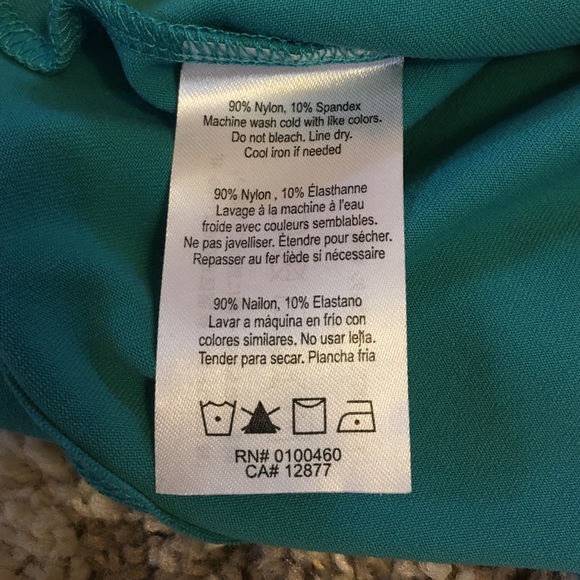 90% Nylon, 10% Spandex
Machine wash cold with like colors.
Do not bleach. Line dry.
Cool iron if needed
90% Nylon , 10% Élasthanne
Lavage à la machine à l'eau
froide avec couleurs semblables.
Ne pas javelliser. Étendre pour sécher.
Repasser au fer tiède si nécessaire
90% Nailon, 10% Elastano
Lavar a máquina en frio con
colores similares. No usar lejía.
Tender para secar. Plancha fria
RN# 0100460
CA# 12877